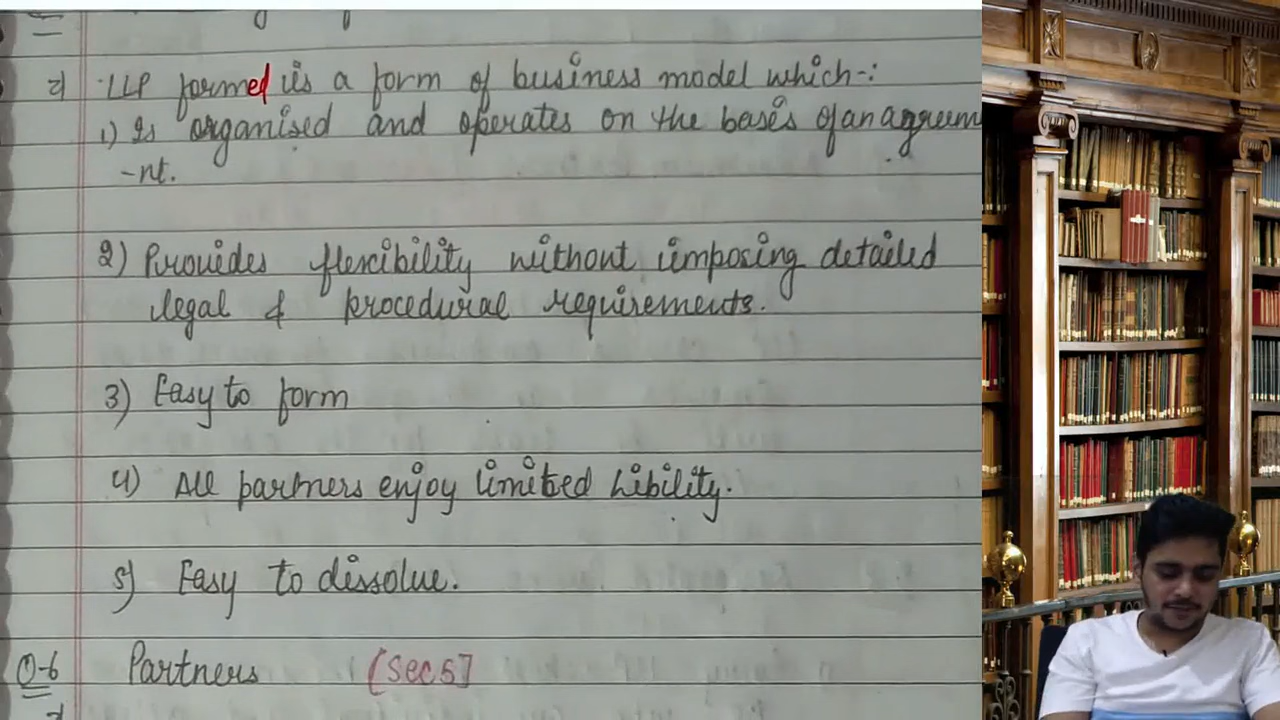 → LLP formed is a form of business model which-:
1) Is organised and operates on the bases of an agreem
-nt.
2) Provides flexibility without imposing detailed
legal & procedural requirements.
3) Easy to form
4) All partners enjoy limited libility.
5) Easy to dissolve.
Q-6 Partners [Sec 5]